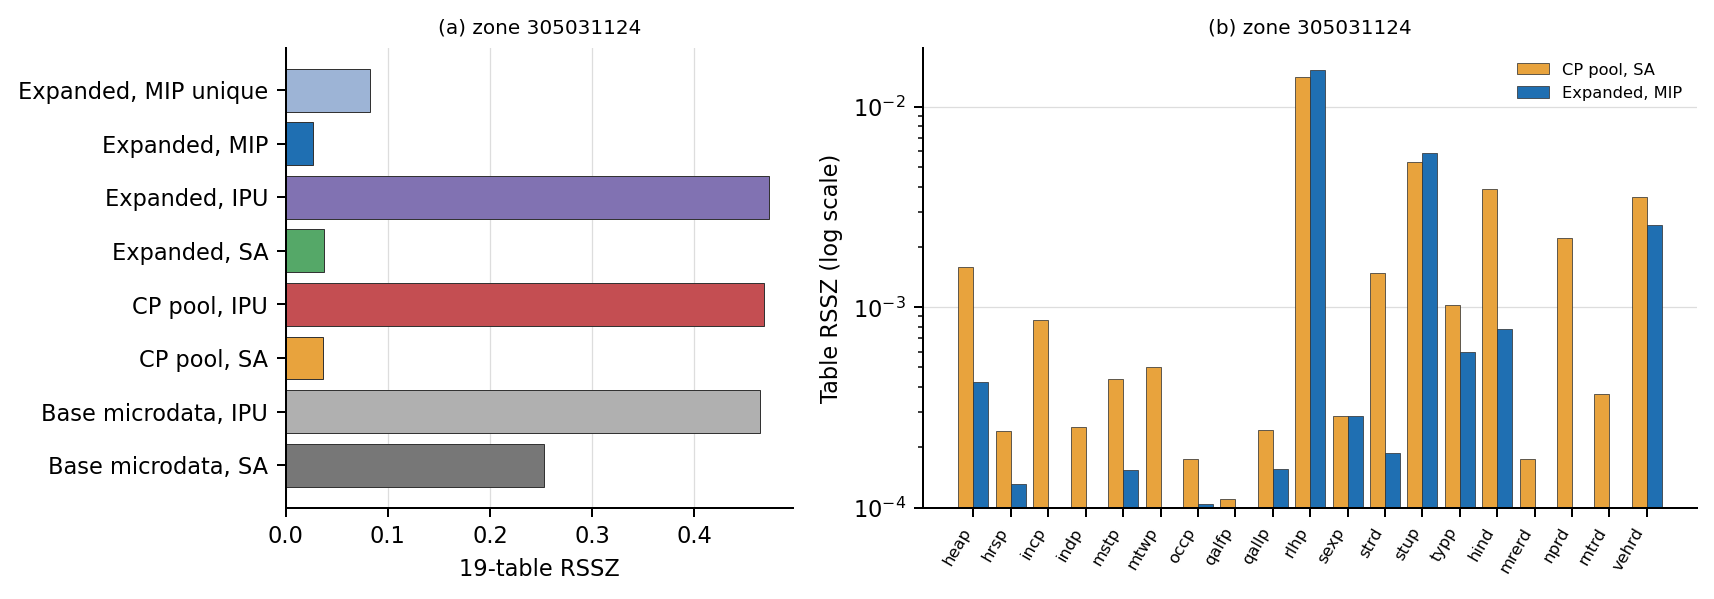 (a) zone 305031124
Expanded, MIP unique
Expanded, MIP
Expanded, IPU
Expanded, SA
CP pool, IPU
CP pool, SA
Base microdata, IPU
Base microdata, SA
0.0 0.1 0.2 0.3 0.4
19-table RSSZ
(b) zone 305031124
CP pool, SA
Expanded, MIP
Table RSSZ (log scale)
10⁻²
10⁻³
10⁻⁴
heap hrsp incp indp mstp mtwp occp qalfp qallp rlhp sexp strd stup typp hind mrerd nprd rntrd vehrd